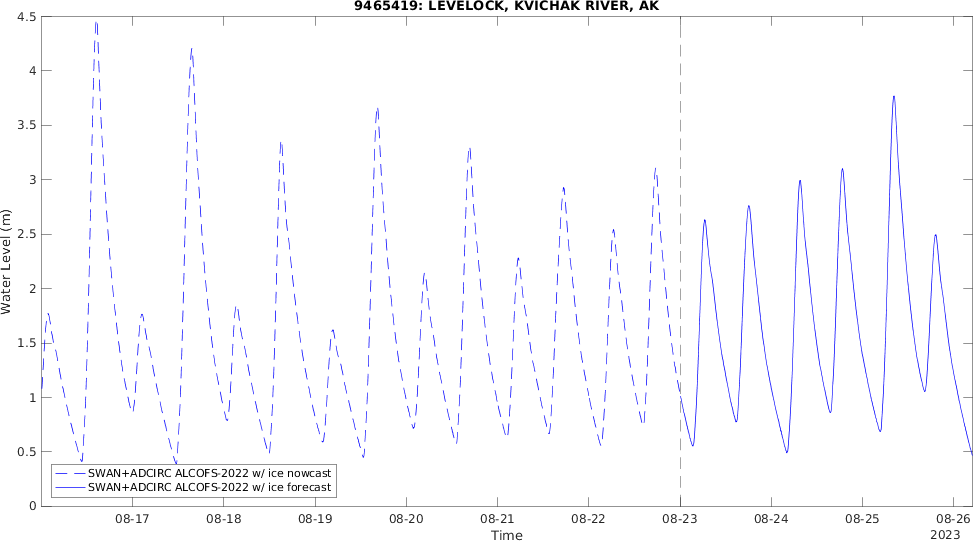 9465419: LEVELOCK, KVICHAK RIVER, AK
4.5
4
3.5
3
2.5
2
1.5
1
0.5
0
Water Level (m)
SWAN+ADCIRC ALCOFS-2022 w/ ice nowcast
SWAN+ADCIRC ALCOFS-2022 w/ ice forecast
08-17 08-18 08-19 08-20 08-21 08-22 08-23 08-24 08-25 08-26
Time
2023